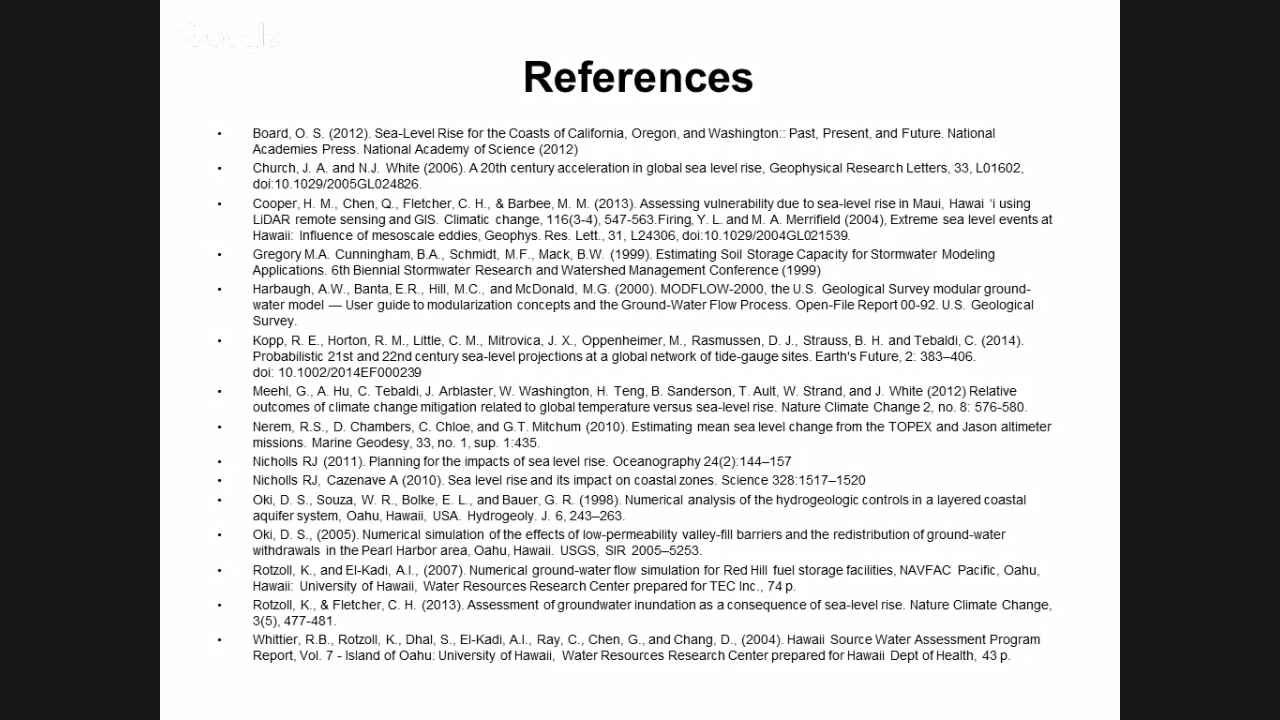 Google
References
• Board, O. S. (2012). Sea-Level Rise for the Coasts of California, Oregon, and Washington:: Past, Present, and Future. National
Academies Press. National Academy of Science (2012)
• Church, J. A. and N.J. White (2006). A 20th century acceleration in global sea level rise, Geophysical Research Letters, 33, L01602,
doi:10.1029/2005GL024826.
• Cooper, H. M., Chen, Q., Fletcher, C. H., & Barbee, M. M. (2013). Assessing vulnerability due to sea-level rise in Maui, Hawai ‘i using
LiDAR remote sensing and GIS. Climatic change, 116(3-4), 547-563.Firing, Y. L. and M. A. Merrifield (2004), Extreme sea level events at
Hawaii: Influence of mesoscale eddies, Geophys. Res. Lett., 31, L24306, doi:10.1029/2004GL021539.
• Gregory M.A. Cunningham, B.A., Schmidt, M.F., Mack, B.W. (1999). Estimating Soil Storage Capacity for Stormwater Modeling
Applications. 6th Biennial Stormwater Research and Watershed Management Conference (1999)
• Harbaugh, A.W., Banta, E.R., Hill, M.C., and McDonald, M.G. (2000). MODFLOW-2000, the U.S. Geological Survey modular ground-
water model — User guide to modularization concepts and the Ground-Water Flow Process. Open-File Report 00-92. U.S. Geological
Survey.
• Kopp, R. E., Horton, R. M., Little, C. M., Mitrovica, J. X., Oppenheimer, M., Rasmussen, D. J., Strauss, B. H. and Tebaldi, C. (2014).
Probabilistic 21st and 22nd century sea-level projections at a global network of tide-gauge sites. Earth's Future, 2: 383–406.
doi: 10.1002/2014EF000239
• Meehl, G., A. Hu, C. Tebaldi, J. Arblaster, W. Washington, H. Teng, B. Sanderson, T. Ault, W. Strand, and J. White (2012) Relative
outcomes of climate change mitigation related to global temperature versus sea-level rise. Nature Climate Change 2, no. 8: 576-580.
• Nerem, R.S., D. Chambers, C. Chloe, and G.T. Mitchum (2010). Estimating mean sea level change from the TOPEX and Jason altimeter
missions. Marine Geodesy, 33, no. 1, sup. 1:435.
• Nicholls RJ (2011). Planning for the impacts of sea level rise. Oceanography 24(2):144–157
• Nicholls RJ, Cazenave A (2010). Sea level rise and its impact on coastal zones. Science 328:1517–1520
• Oki, D. S., Souza, W. R., Bolke, E. L., and Bauer, G. R. (1998). Numerical analysis of the hydrogeologic controls in a layered coastal
aquifer system, Oahu, Hawaii, USA. Hydrogeoly. J. 6, 243–263.
• Oki, D. S., (2005). Numerical simulation of the effects of low-permeability valley-fill barriers and the redistribution of ground-water
withdrawals in the Pearl Harbor area, Oahu, Hawaii. USGS, SIR 2005–5253.
• Rotzoll, K., and El-Kadi, A.I., (2007). Numerical ground-water flow simulation for Red Hill fuel storage facilities, NAVFAC Pacific, Oahu,
Hawaii: University of Hawaii, Water Resources Research Center prepared for TEC Inc., 74 p.
• Rotzoll, K., & Fletcher, C. H. (2013). Assessment of groundwater inundation as a consequence of sea-level rise. Nature Climate Change,
3(5), 477-481.
• Whittier, R.B., Rotzoll, K., Dhal, S., El-Kadi, A.I., Ray, C., Chen, G., and Chang, D., (2004). Hawaii Source Water Assessment Program
Report, Vol. 7 - Island of Oahu: University of Hawaii, Water Resources Research Center prepared for Hawaii Dept of Health, 43 p.